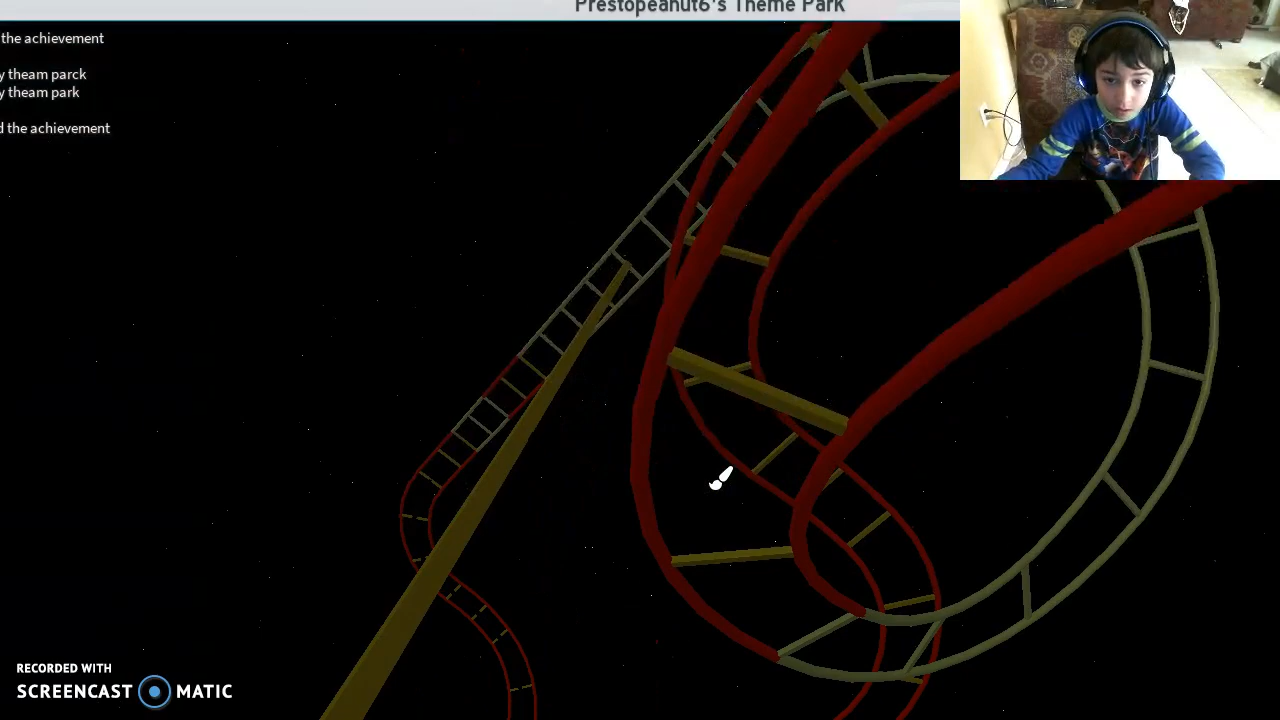 Prestopeanut6's Theme Park
the achievement
y theam parck
y theam park
d the achievement
RECORDED WITH
SCREENCAST MATIC